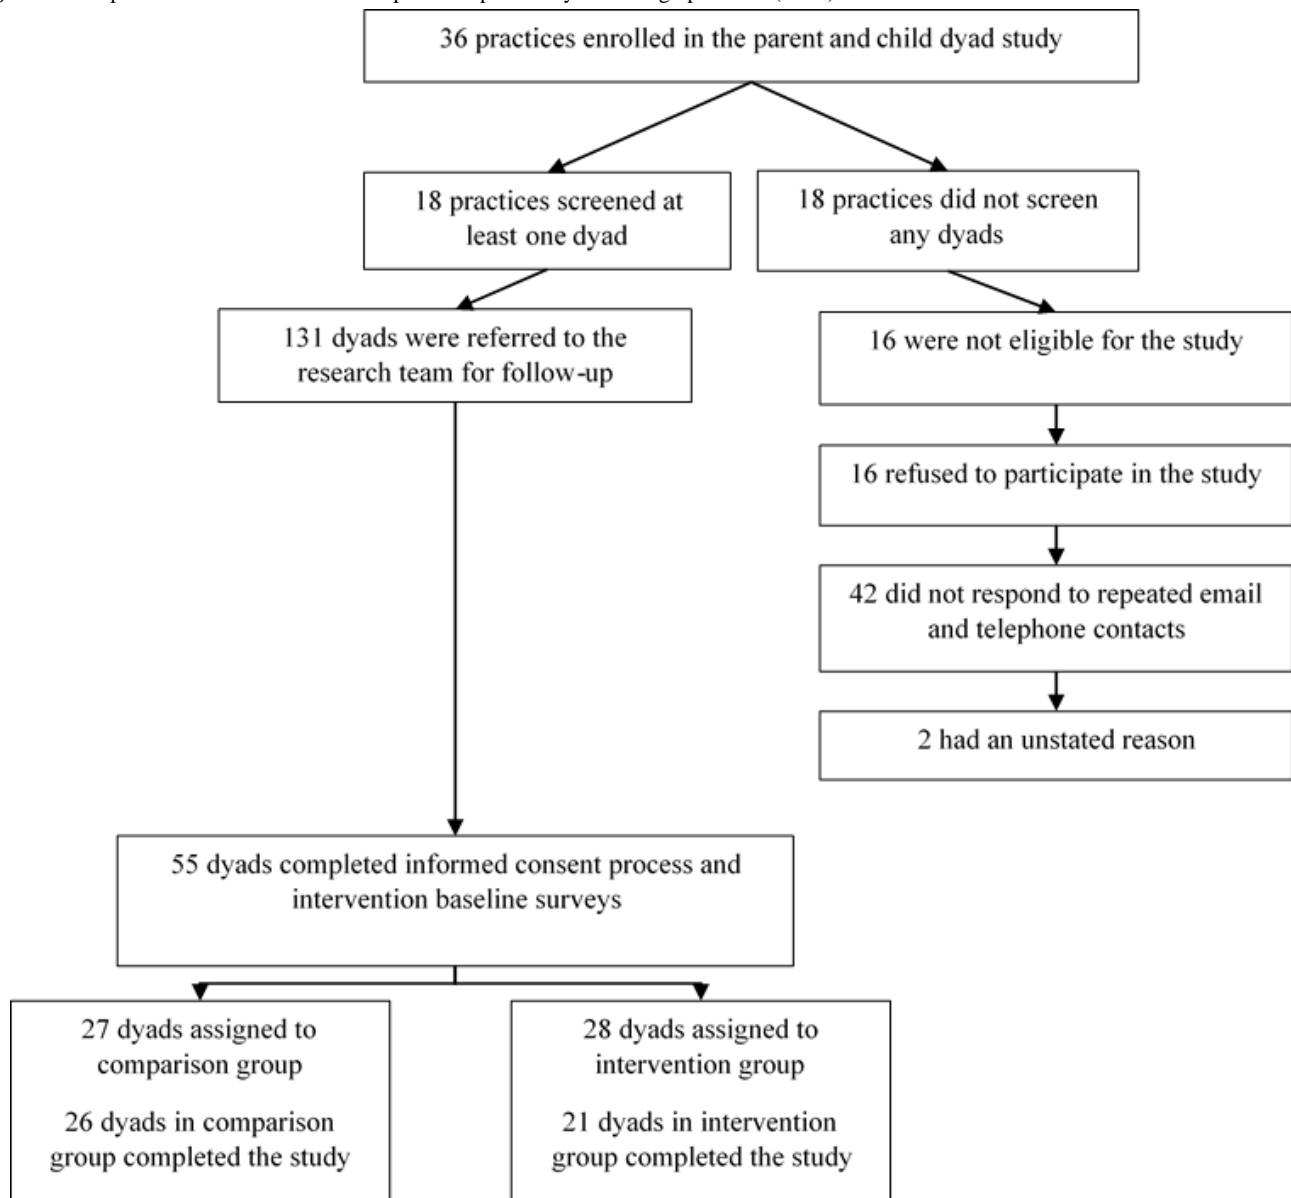 36 practices enrolled in the parent and child dyad study
18 practices screened at
least one dyad
18 practices did not screen
any dyads
131 dyads were referred to the
research team for follow-up
16 were not eligible for the study
16 refused to participate in the study
42 did not respond to repeated email
and telephone contacts
2 had an unstated reason
55 dyads completed informed consent process and
intervention baseline surveys
27 dyads assigned to
comparison group
26 dyads in comparison
group completed the study
28 dyads assigned to
intervention group
21 dyads in intervention
group completed the study